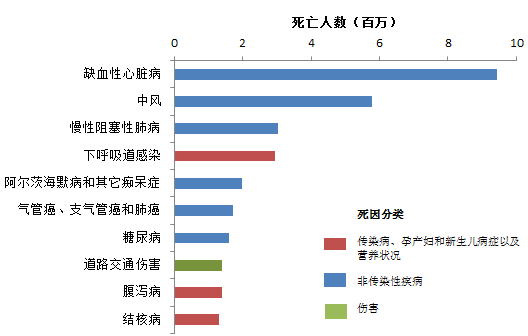 死亡人数（百万）
0 2 4 6 8 10
缺血性心脏病
中风
慢性阻塞性肺病
下呼吸道感染
阿尔茨海默病和其它痴呆症
气管癌、支气管癌和肺癌
糖尿病
道路交通伤害
腹泻病
结核病
死因分类
传染病、孕产妇和新生儿病症以及
营养状况
非传染性疾病
伤害